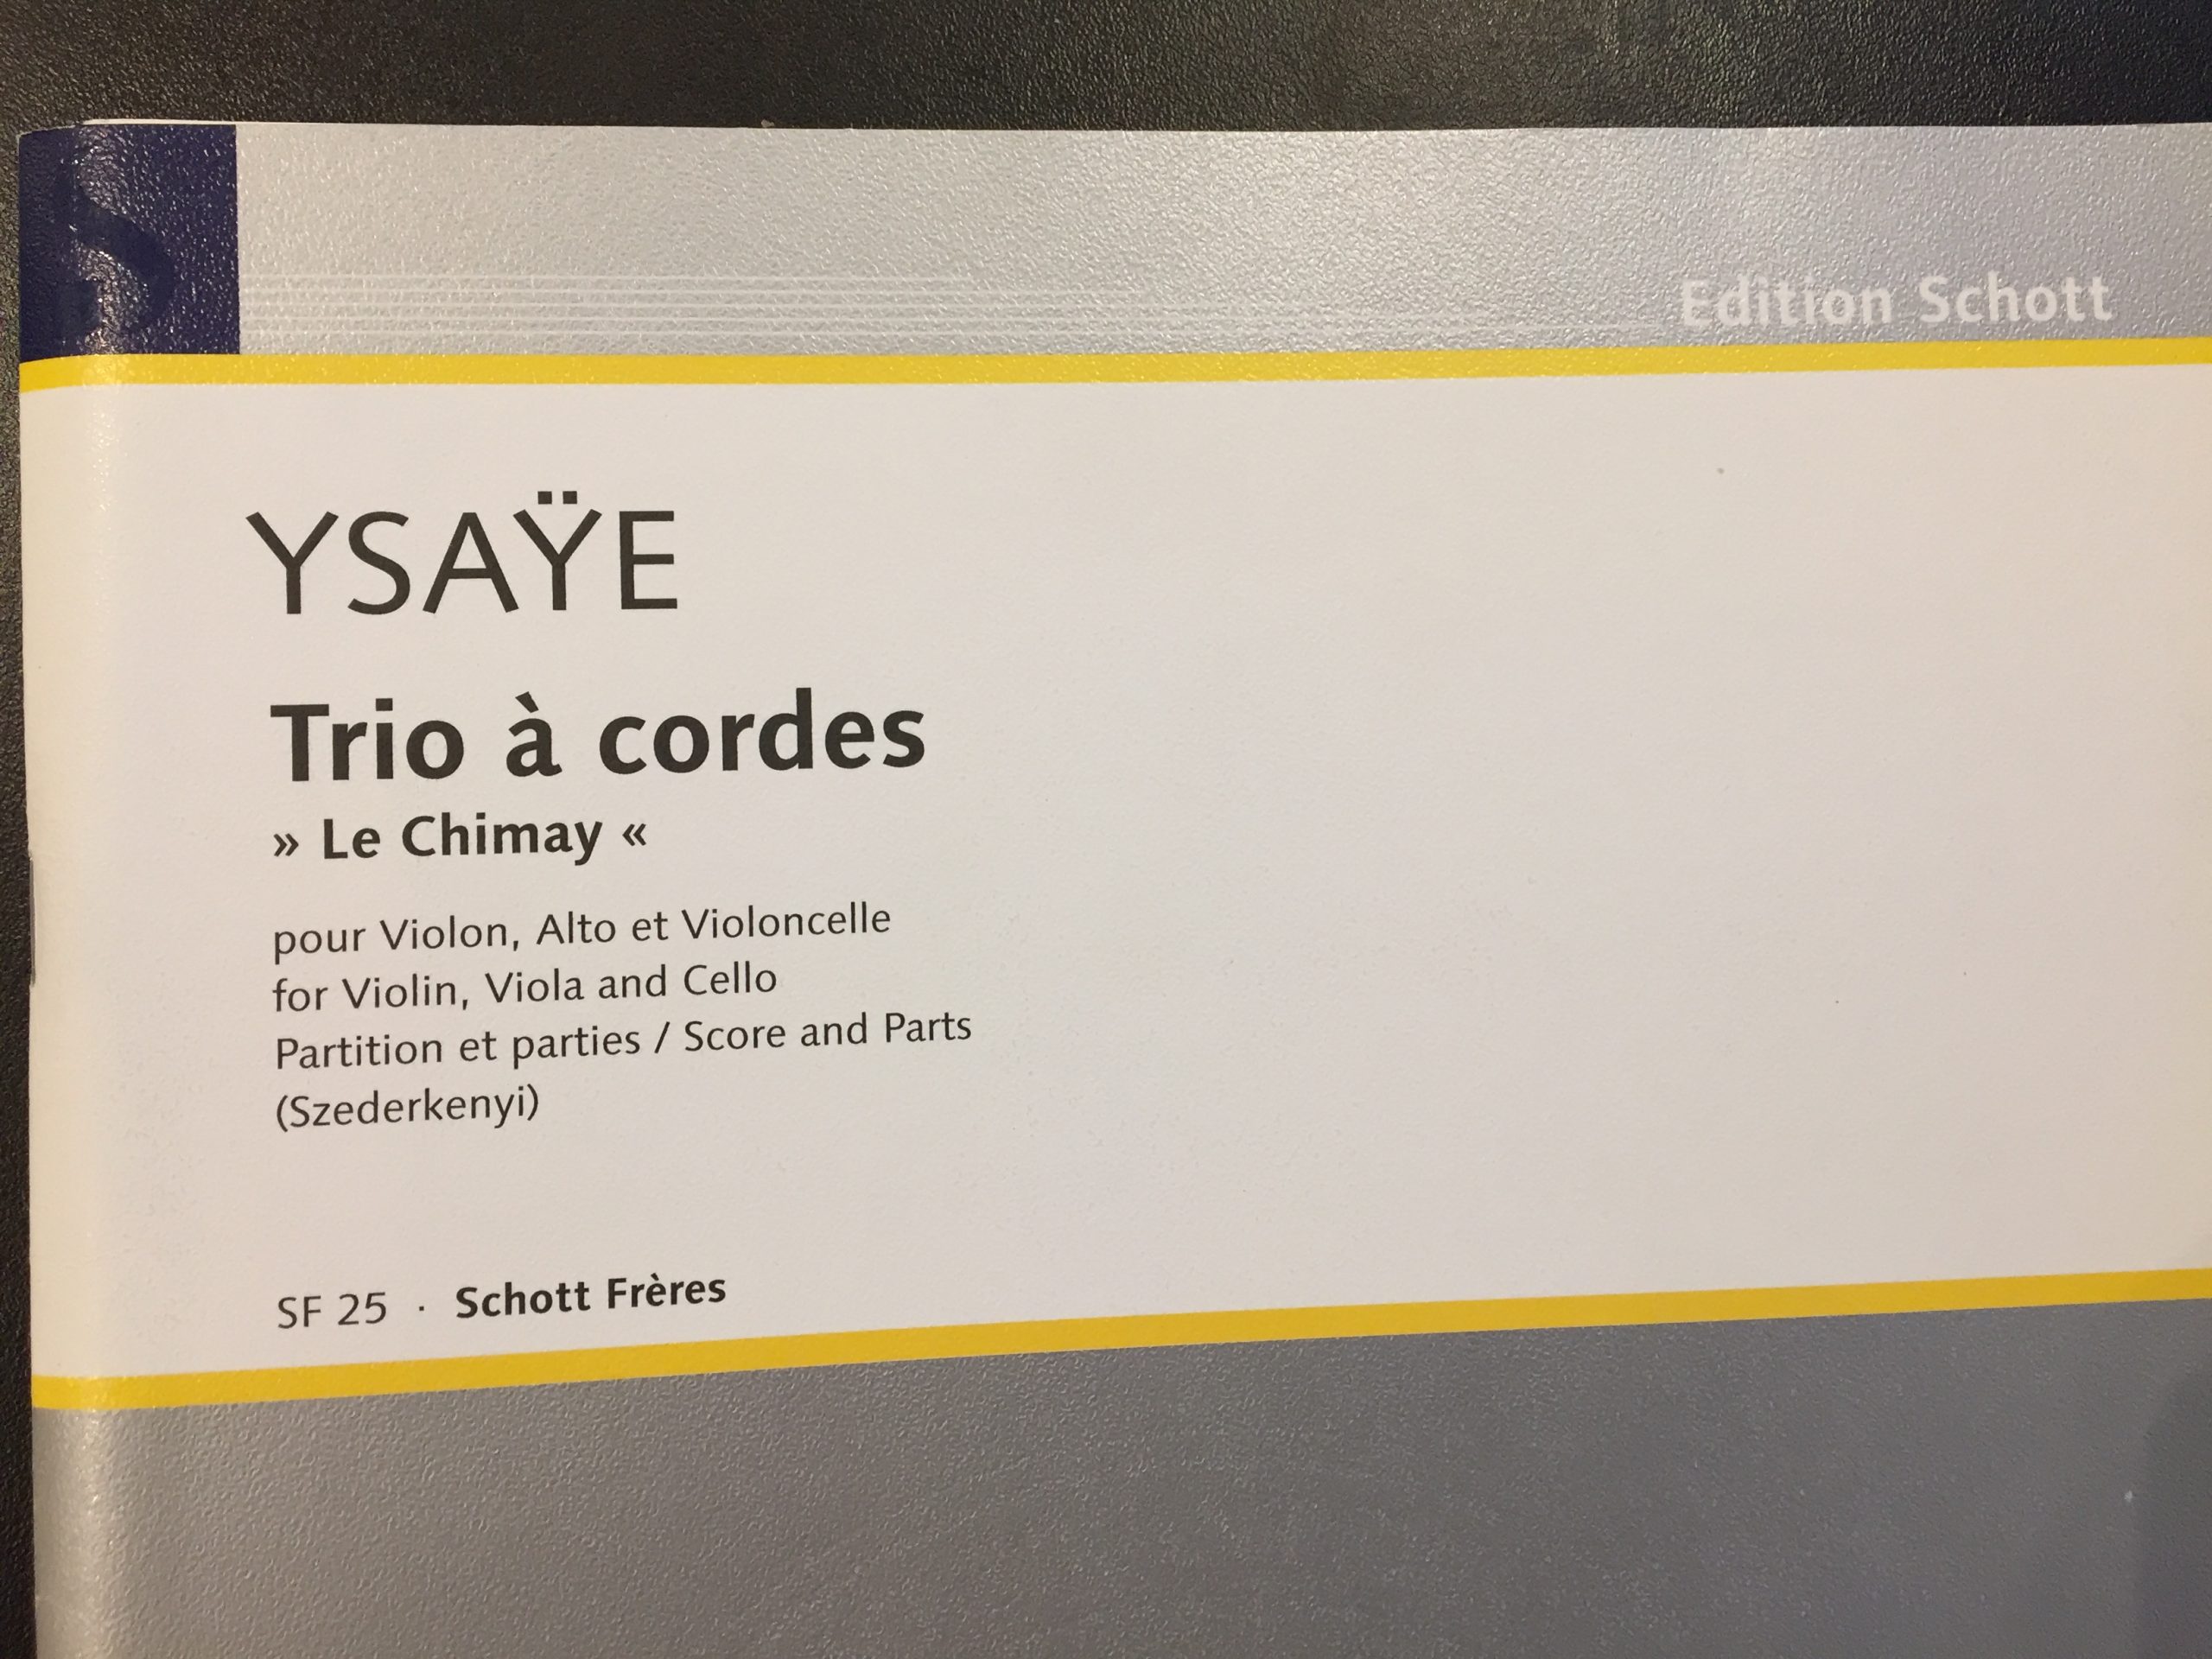 Edition Schott
YSAŸE
Trio à cordes
» Le Chimay «
pour Violon, Alto et Violoncelle
for Violin, Viola and Cello
Partition et parties / Score and Parts
(Szederkenyi)
SF 25 · Schott Frères